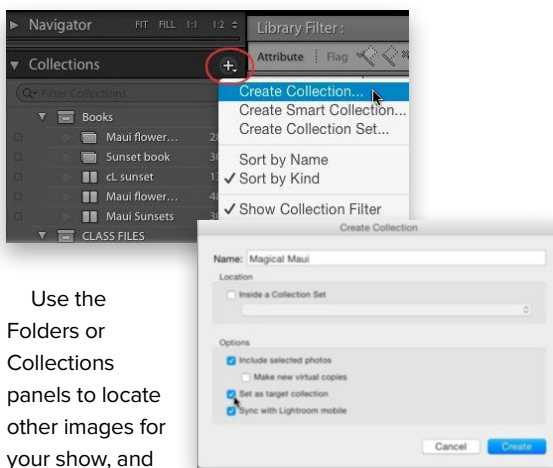 Navigator FIT FILL 1:1 1:2
Library Filter :
Collections
Attribute Flag
Filter Collections
Create Collection...
Create Smart Collection...
Create Collection Set...
Sort by Name
✓ Sort by Kind
✓ Show Collection Filter
Books
Maui flower...
Sunset book
cL sunset
Maui flower...
Maui Sunsets
CLASS FILES
Create Collection
Name: Magical Maui
Location
Inside a Collection Set
Options
Include selected photos
Make new virtual copies
Set as target collection
Sync with Lightroom mobile
Cancel Create
Use the
Folders or
Collections
panels to locate
other images for
your show, and